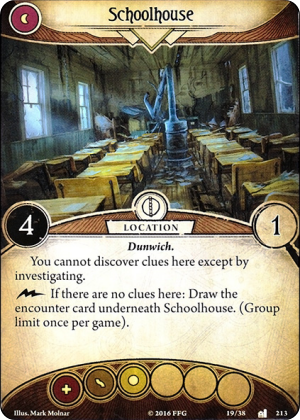 Schoolhouse
4
LOCATION
1
Dunwich.
You cannot discover clues here except by
investigating.
If there are no clues here: Draw the
encounter card underneath Schoolhouse. (Group
limit once per game).
Illus. Mark Molnar
© 2016 FFG
19/38
213